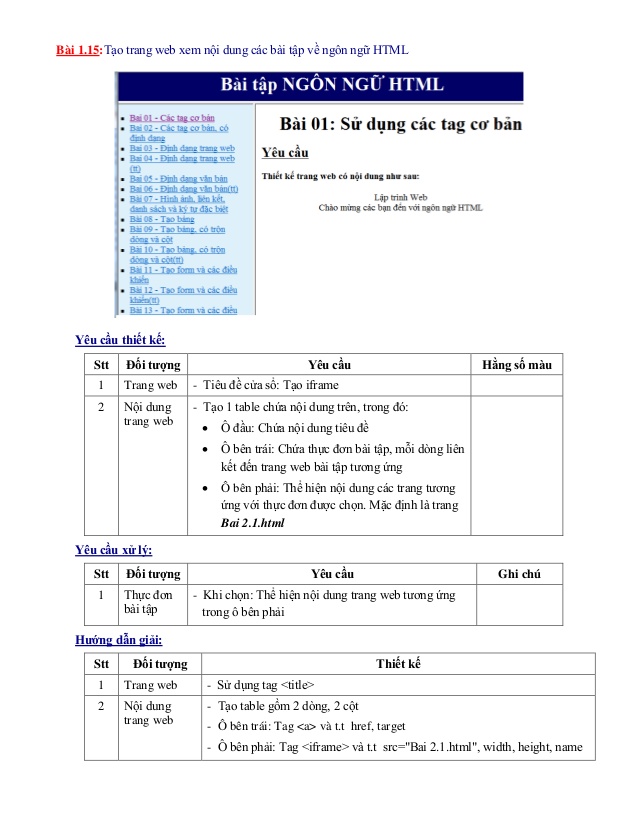 Bài 1.15: Tạo trang web xem nội dung các bài tập về ngôn ngữ HTML
Bài tập NGÔN NGỮ HTML
Bai 01 - Các tag cơ bản
Bai 02 - Các tag cơ bản, có
định dạng
Bai 03 - Định dạng trang web
Bai 04 - Định dạng trang web
(tt)
Bai 05 - Định dạng văn bản
Bai 06 - Định dạng văn bản(tt)
Bài 07 - Hình ảnh, liên kết,
danh sách và ký tự đặc biệt
Bài 08 - Tạo bảng
Bài 09 - Tạo bảng, có trộn
dòng và cột
Bài 10 - Tạo bảng, có trộn
dòng và cột(tt)
Bài 11 - Tạo form và các điều
khiển
Bài 12 - Tạo form và các điều
khiển(tt)
Bài 13 - Tạo form và các điều
Bài 01: Sử dụng các tag cơ bản
Yêu cầu
Thiết kế trang web có nội dung như sau:
Lập trình Web
Chào mừng các bạn đến với ngôn ngữ HTML
Yêu cầu thiết kế:
Stt Đối tượng Yêu cầu Hằng số màu
1 Trang web - Tiêu đề cửa sổ: Tạo iframe
2 Nội dung trang web - Tạo 1 table chứa nội dung trên, trong đó:
• Ô đầu: Chứa nội dung tiêu đề
• Ô bên trái: Chứa thực đơn bài tập, mỗi dòng liên
kết đến trang web bài tập tương ứng
• Ô bên phải: Thể hiện nội dung các trang tương
ứng với thực đơn được chọn. Mặc định là trang
Bai 2.1.html
Yêu cầu xử lý:
Stt Đối tượng Yêu cầu Ghi chú
1 Thực đơn bài tập - Khi chọn: Thể hiện nội dung trang web tương ứng
trong ô bên phải
Hướng dẫn giải:
Stt Đối tượng Thiết kế
1 Trang web - Sử dụng tag <title>
2 Nội dung trang web - Tạo table gồm 2 dòng, 2 cột
- Ô bên trái: Tag <a> và t.t href, target
- Ô bên phải: Tag <iframe> và t.t src="Bai 2.1.html", width, height, name